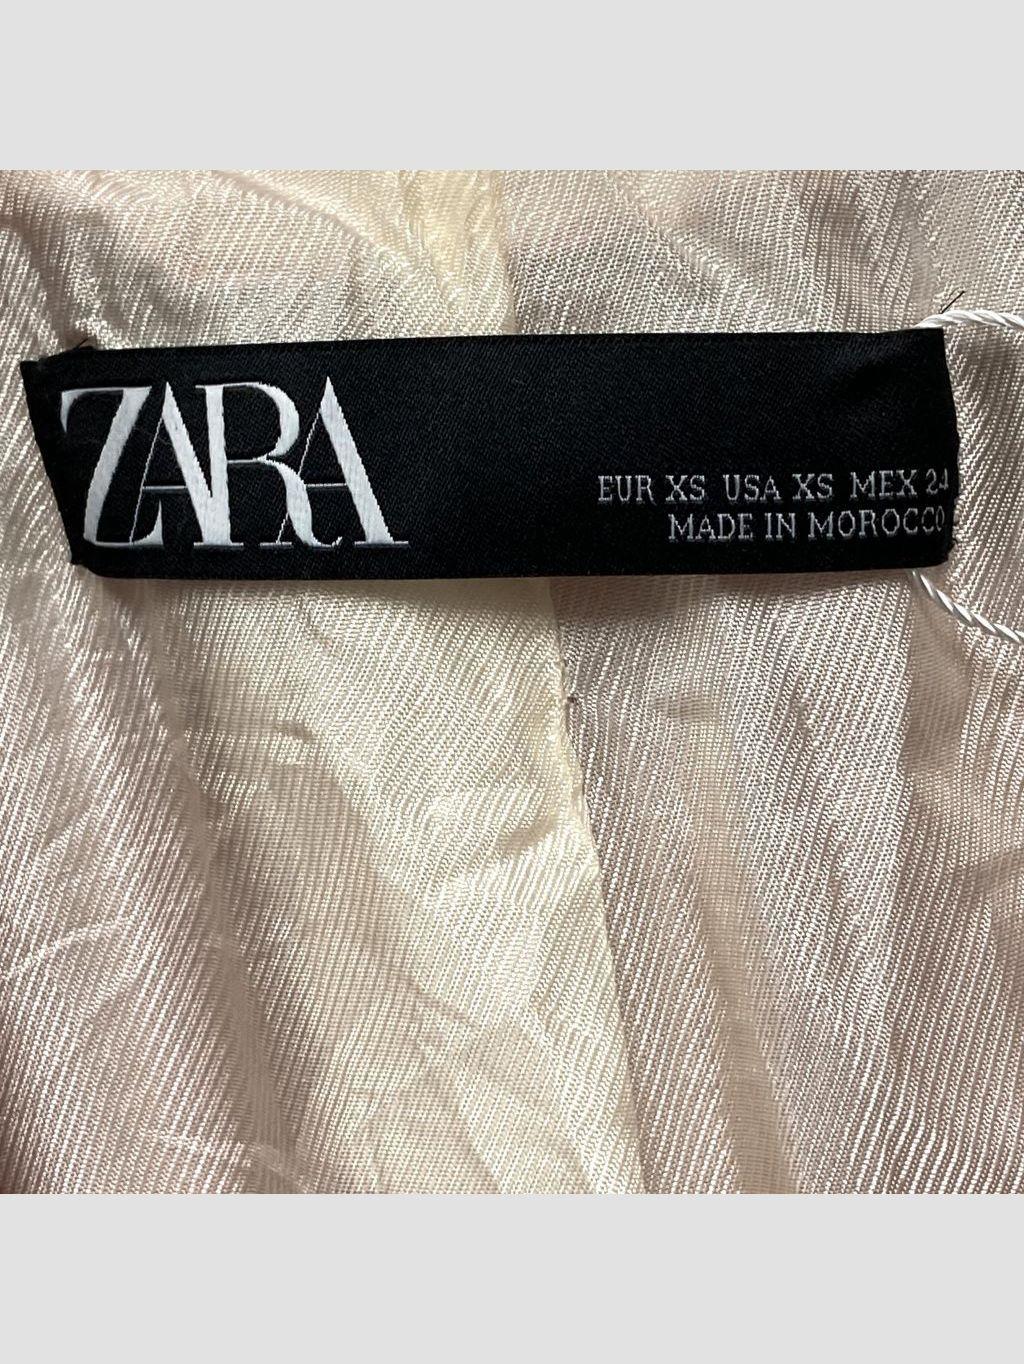 ZARA
EUR XS USA XS MEX 24
MADE IN MOROCCO